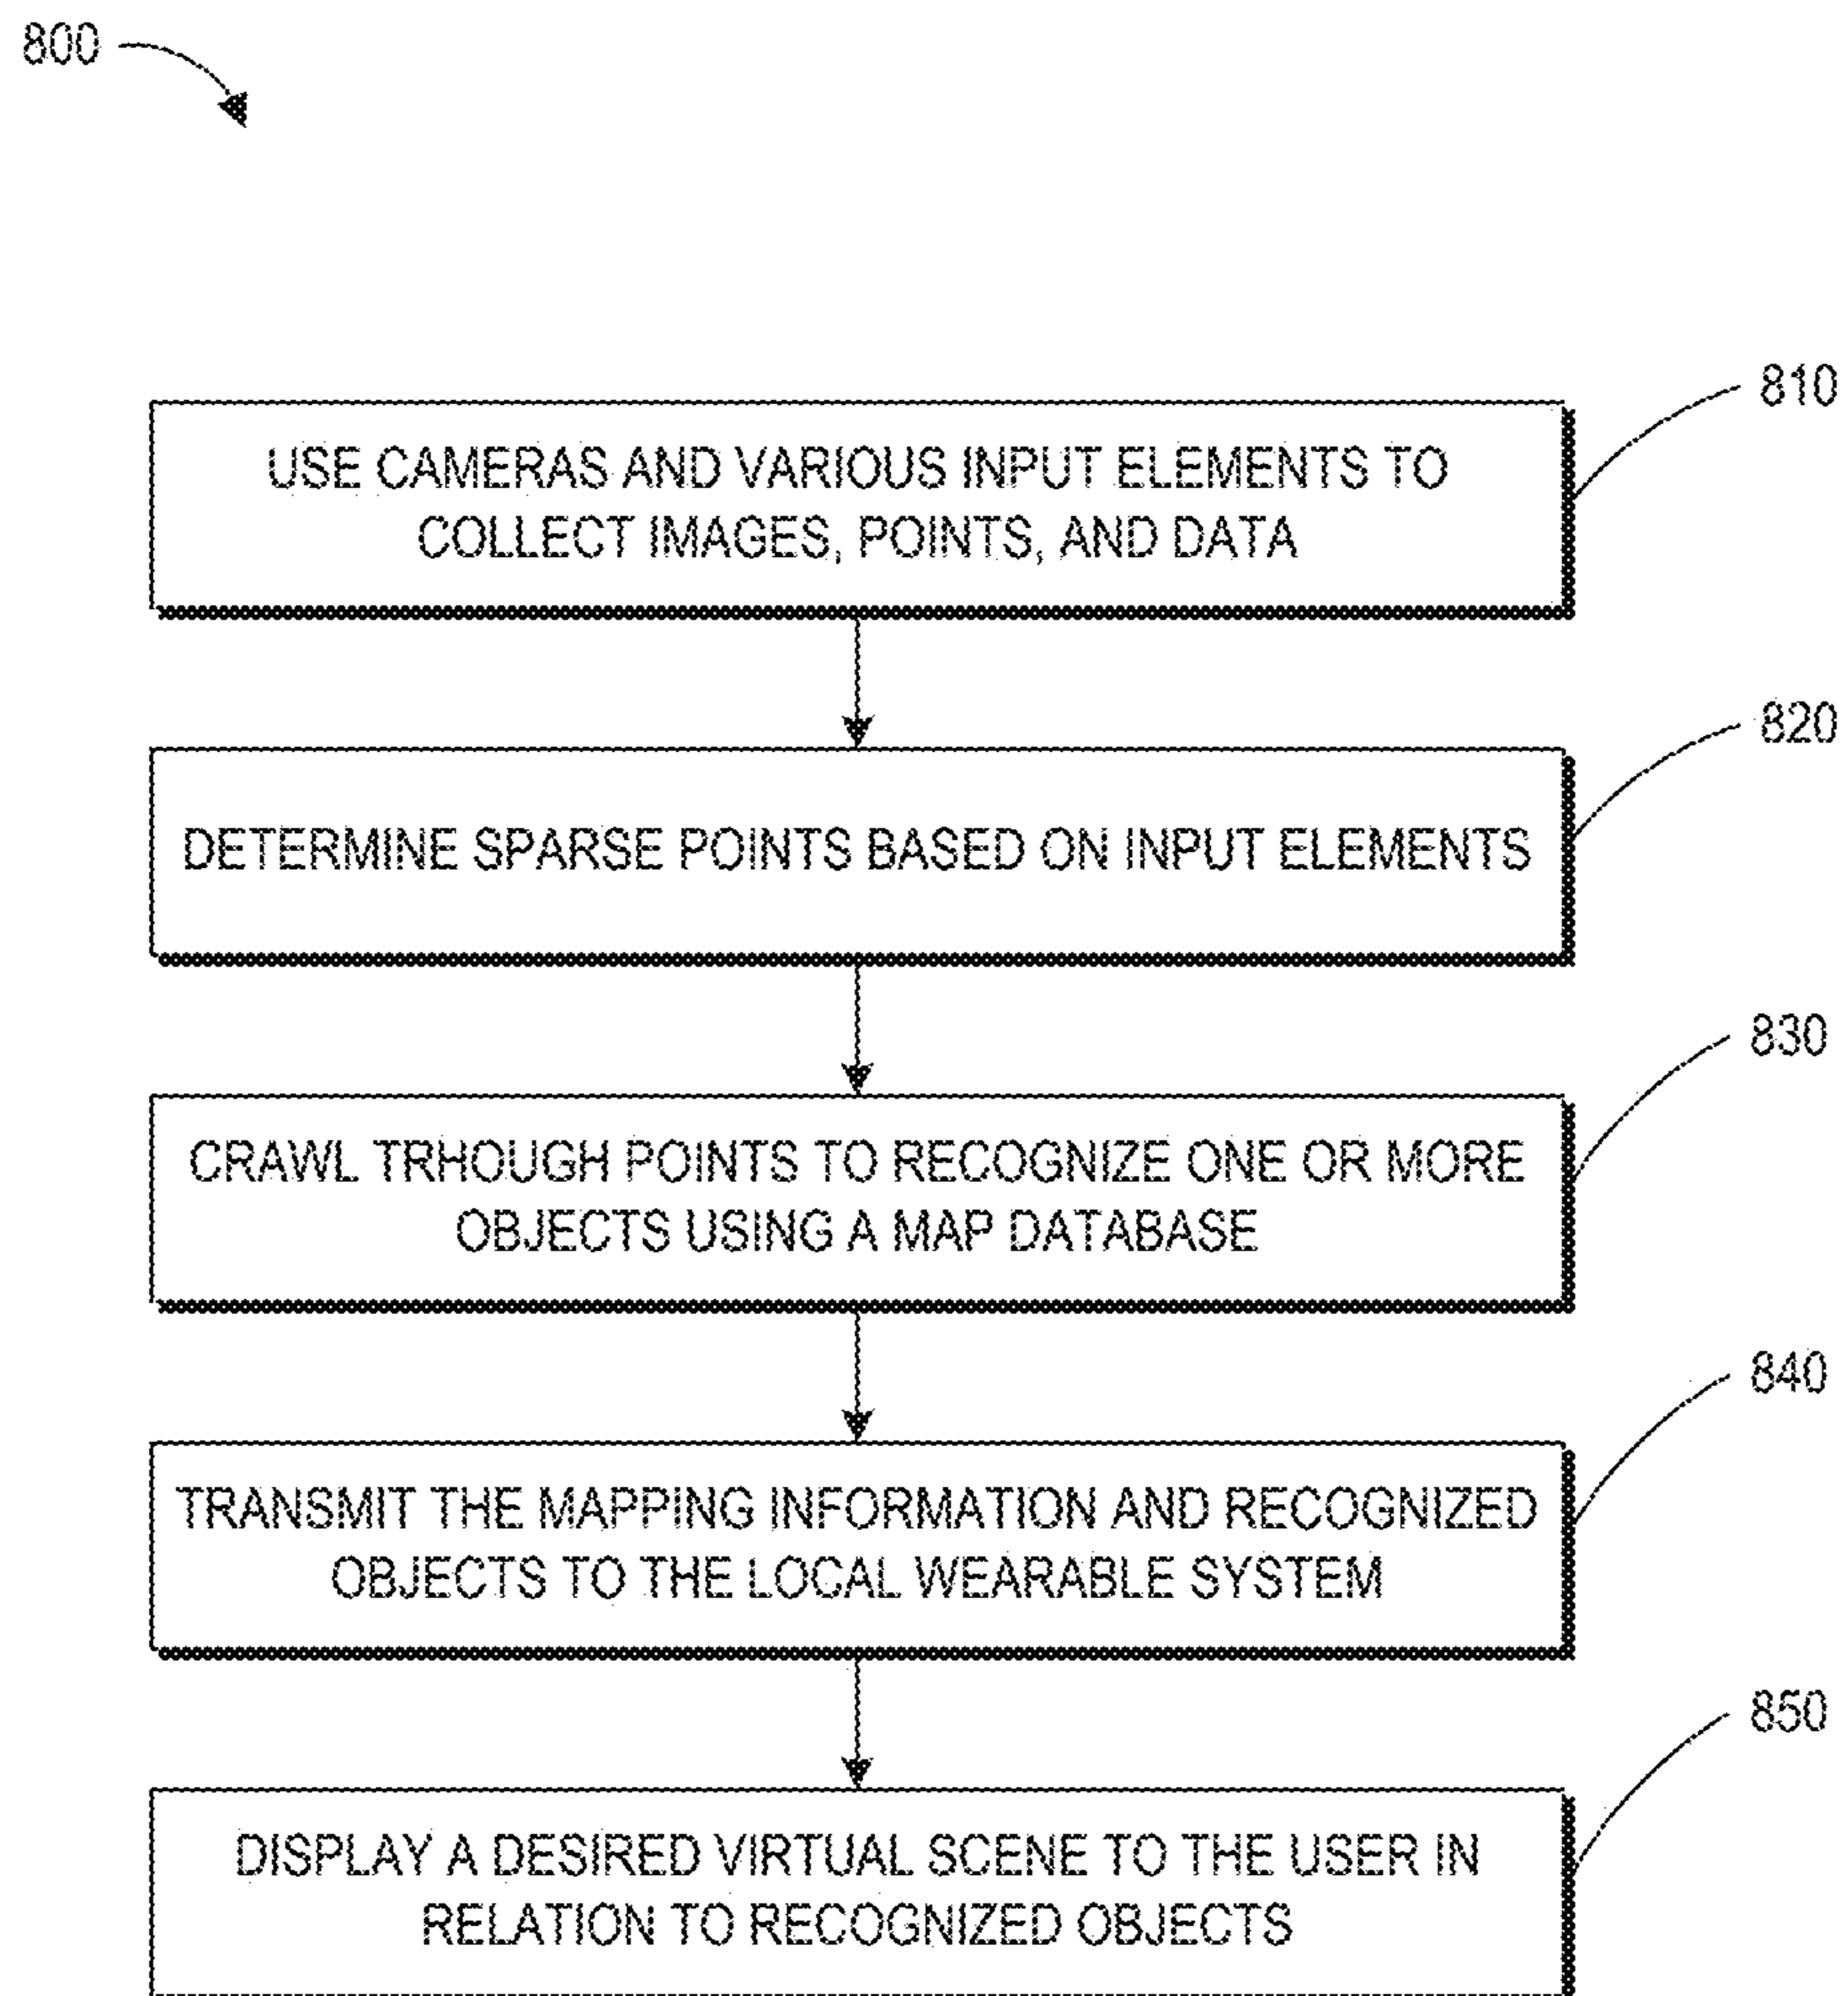 800
810
USE CAMERAS AND VARIOUS INPUT ELEMENTS TO
COLLECT IMAGES, POINTS, AND DATA
820
DETERMINE SPARSE POINTS BASED ON INPUT ELEMENTS
830
CRAWL TRHOUGH POINTS TO RECOGNIZE ONE OR MORE
OBJECTS USING A MAP DATABASE
840
TRANSMIT THE MAPPING INFORMATION AND RECOGNIZED
OBJECTS TO THE LOCAL WEARABLE SYSTEM
850
DISPLAY A DESIRED VIRTUAL SCENE TO THE USER IN
RELATION TO RECOGNIZED OBJECTS